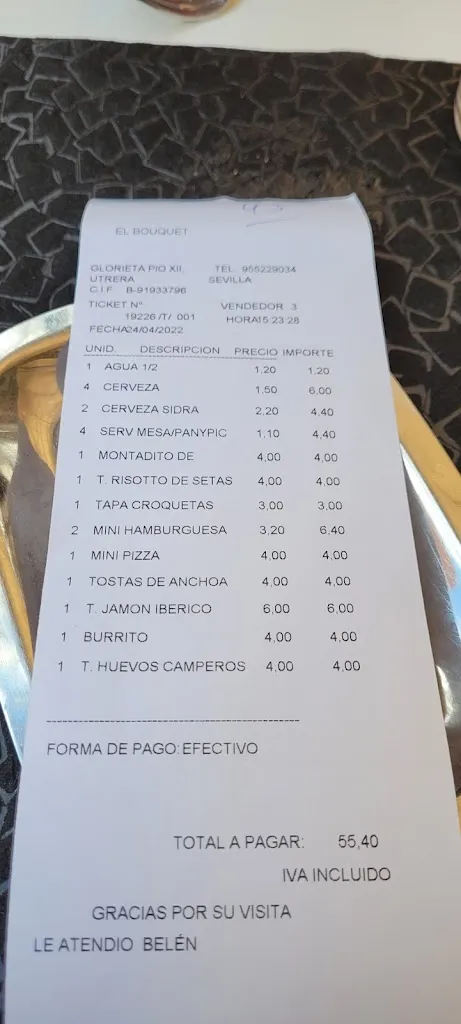 EL BOUQUET
GLORIETA PIO XII, TEL. 955229034
UTRERA SEVILLA
C.I.F. B-91933796
TICKET Nº VENDEDOR 3
19226 /T/ 001 HORA15:23:28
FECHA24/04/2022
UNID. DESCRIPCION PRECIO IMPORTE
1 AGUA 1/2 1,20 1,20
4 CERVEZA 1,50 6,00
2 CERVEZA SIDRA 2,20 4,40
4 SERV MESA/PANYPIC 1,10 4,40
1 MONTADITO DE 4,00 4,00
1 T. RISOTTO DE SETAS 4,00 4,00
1 TAPA CROQUETAS 3,00 3,00
2 MINI HAMBURGUESA 3,20 6,40
1 MINI PIZZA 4,00 4,00
1 TOSTAS DE ANCHOA 4,00 4,00
1 T. JAMON IBERICO 6,00 6,00
1 BURRITO 4,00 4,00
1 T. HUEVOS CAMPEROS 4,00 4,00
FORMA DE PAGO: EFECTIVO
TOTAL A PAGAR: 55,40
IVA INCLUIDO
GRACIAS POR SU VISITA
LE ATENDIO BELÉN